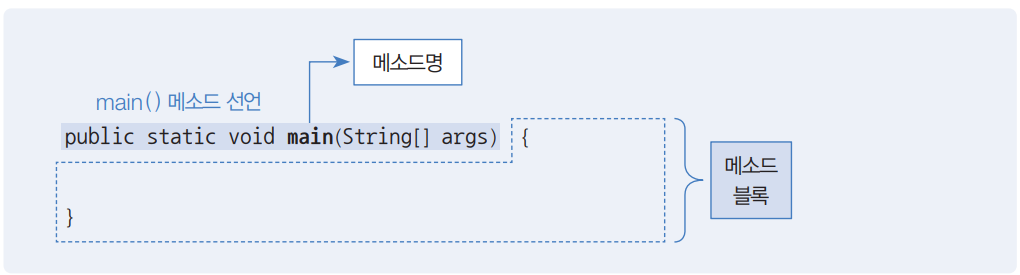 메소드명
main() 메소드 선언
public static void main(String[] args) {
}
메소드
블록